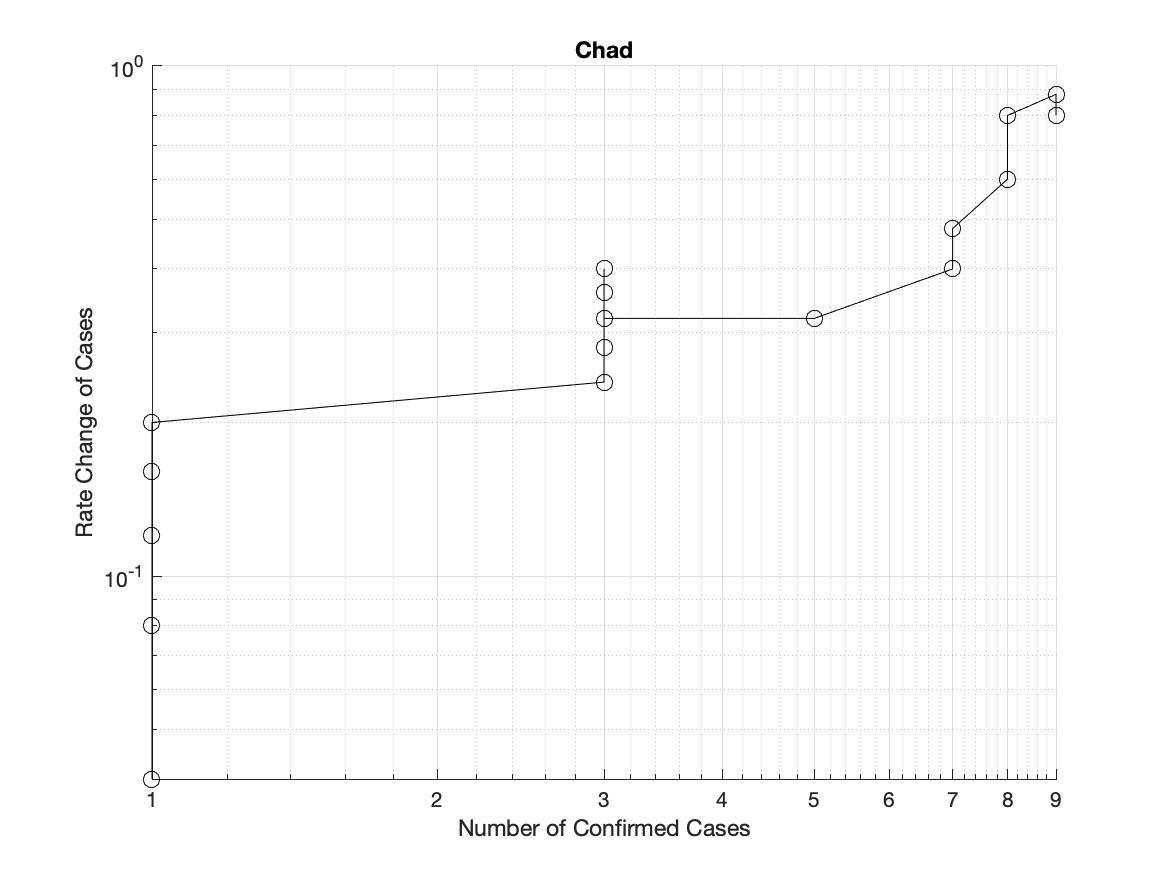 Chad
10^0
10^-1
Rate Change of Cases
1 2 3 4 5 6 7 8 9
Number of Confirmed Cases